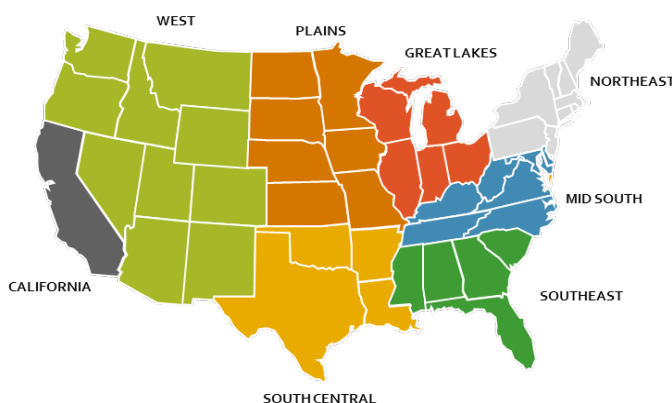 WEST
PLAINS
GREAT LAKES
NORTHEAST
MID SOUTH
CALIFORNIA
SOUTHEAST
SOUTH CENTRAL